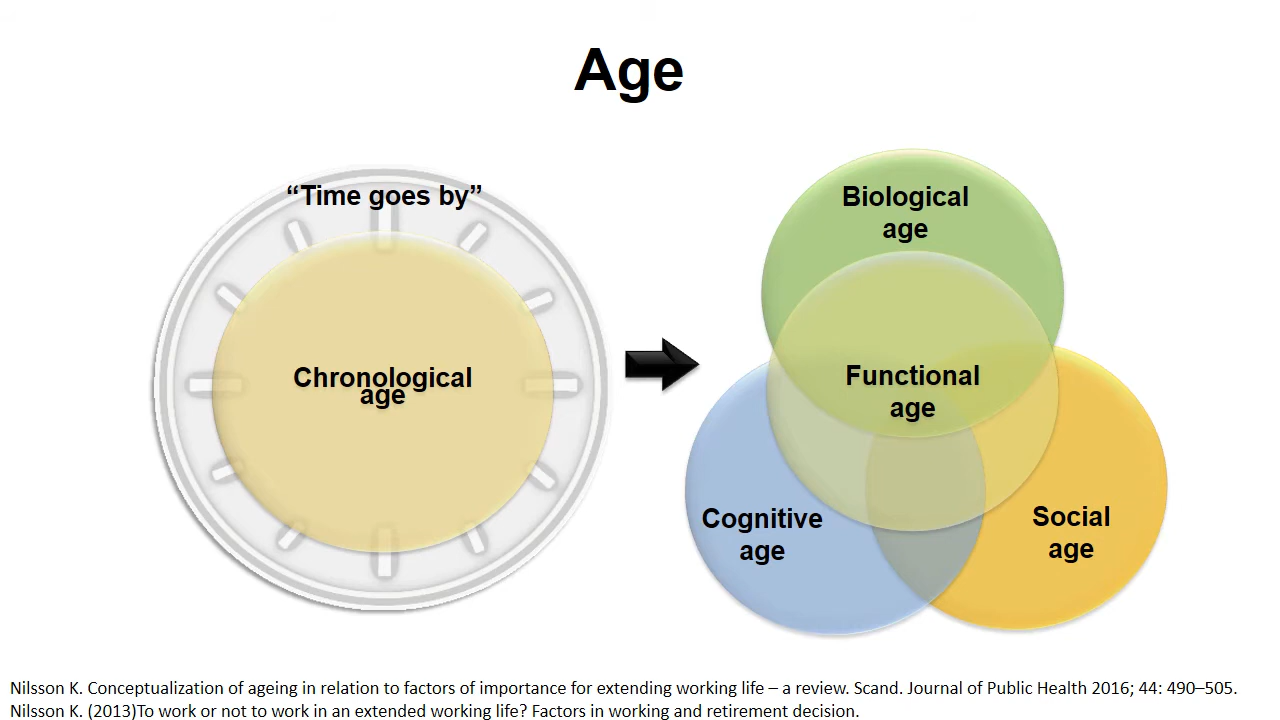 Age
“Time goes by”
Chronological
age
Biological
age
Functional
age
Cognitive
age
Social
age
Nilsson K. Conceptualization of ageing in relation to factors of importance for extending working life – a review. Scand. Journal of Public Health 2016; 44: 490–505.
Nilsson K. (2013)To work or not to work in an extended working life? Factors in working and retirement decision.